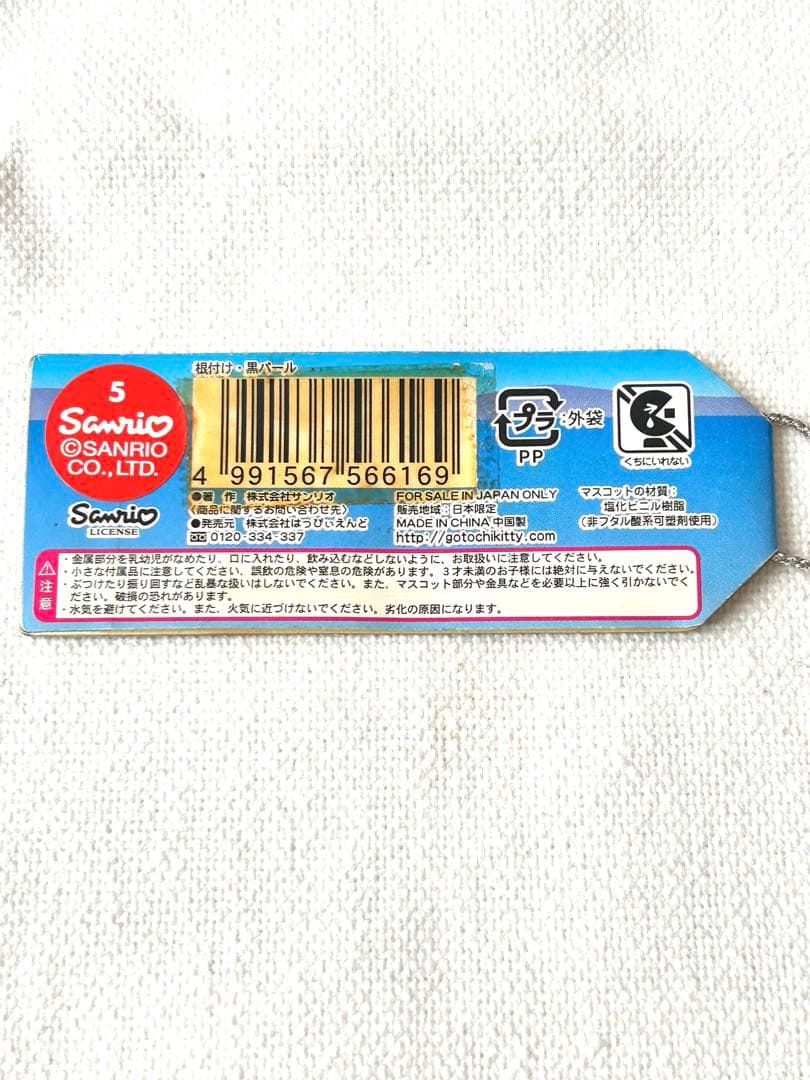 5
Sanrio
©SANRIO
CO.,LTD.
Sanrio
LICENSE
根付け・黒パール
4 991567 566169
●著 作 株式会社サンリオ
〈商品に関するお問い合わせ先〉
●発売元 株式会社はうぴぃえんど
0120-334-337
FOR SALE IN JAPAN ONLY
販売地域：日本限定
MADE IN CHINA 中国製
http://gotochikitty.com
プラ：外袋
PP
くちにいれない
マスコットの材質：
塩化ビニル樹脂
（非フタル酸系可塑剤使用）
注意
・金属部分を乳幼児がなめたり、口に入れたり、飲み込むなどしないように、お取扱いに注意してください。
・小さな付属品に注意してください、誤飲の危険や窒息の危険があります。3才未満のお子様には絶対に与えないでください。
・ぶつけたり振り回すなど乱暴な扱いはしないでください。また、マスコット部分や金具などを必要以上に強く引かないでく
ださい。破損の恐れがあります。
・水気を避けてください。また、火気に近づけないでください。劣化の原因になります。